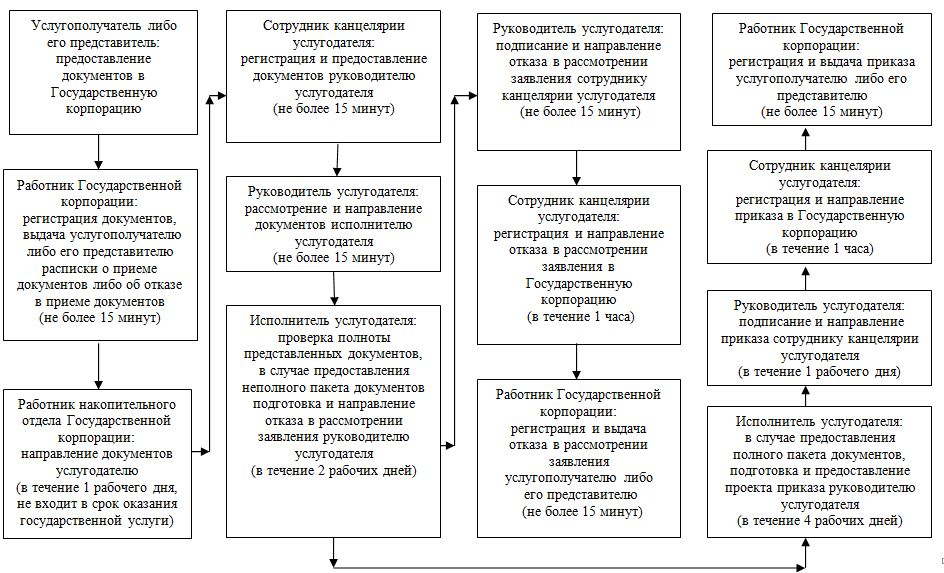 Услугополучатель либо
его представитель:
предоставление
документов в
Государственную
корпорацию
Работник Государственной
корпорации:
регистрация документов,
выдача услугополучателю
либо его представителю
расписки о приеме
документов либо об отказе
в приеме документов
(не более 15 минут)
Работник накопительного
отдела Государственной
корпорации:
направление документов
услугодателю
(в течение 1 рабочего дня,
не входит в срок оказания
государственной услуги)
Сотрудник канцелярии
услугодателя:
регистрация и предоставление
документов руководителю
услугодателя
(не более 15 минут)
Руководитель услугодателя:
рассмотрение и направление
документов исполнителю
услугодателя
(не более 15 минут)
Исполнитель услугодателя:
проверка полноты
представленных документов,
в случае предоставления
неполного пакета документов
подготовка и направление
отказа в рассмотрении
заявления руководителю
услугодателя
(в течение 2 рабочих дней)
Руководитель услугодателя:
подписание и направление
отказа в рассмотрении
заявления сотруднику
канцелярии услугодателя
(не более 15 минут)
Сотрудник канцелярии
услугодателя:
регистрация и направление
отказа в рассмотрении
заявления в
Государственную
корпорацию
(в течение 1 часа)
Работник Государственной
корпорации:
регистрация и выдача
отказа в рассмотрении
заявления
услугополучателю либо
его представителю
(не более 15 минут)
Работник Государственной
корпорации:
регистрация и выдача приказа
услугополучателю либо его
представителю
(не более 15 минут)
Сотрудник канцелярии
услугодателя:
регистрация и направление
приказа в Государственную
корпорацию
(в течение 1 часа)
Руководитель услугодателя:
подписание и направление
приказа сотруднику канцелярии
услугодателя
(в течение 1 рабочего дня)
Исполнитель услугодателя:
в случае предоставления
полного пакета документов,
подготовка и предоставление
проекта приказа руководителю
услугодателя
(в течение 4 рабочих дней)